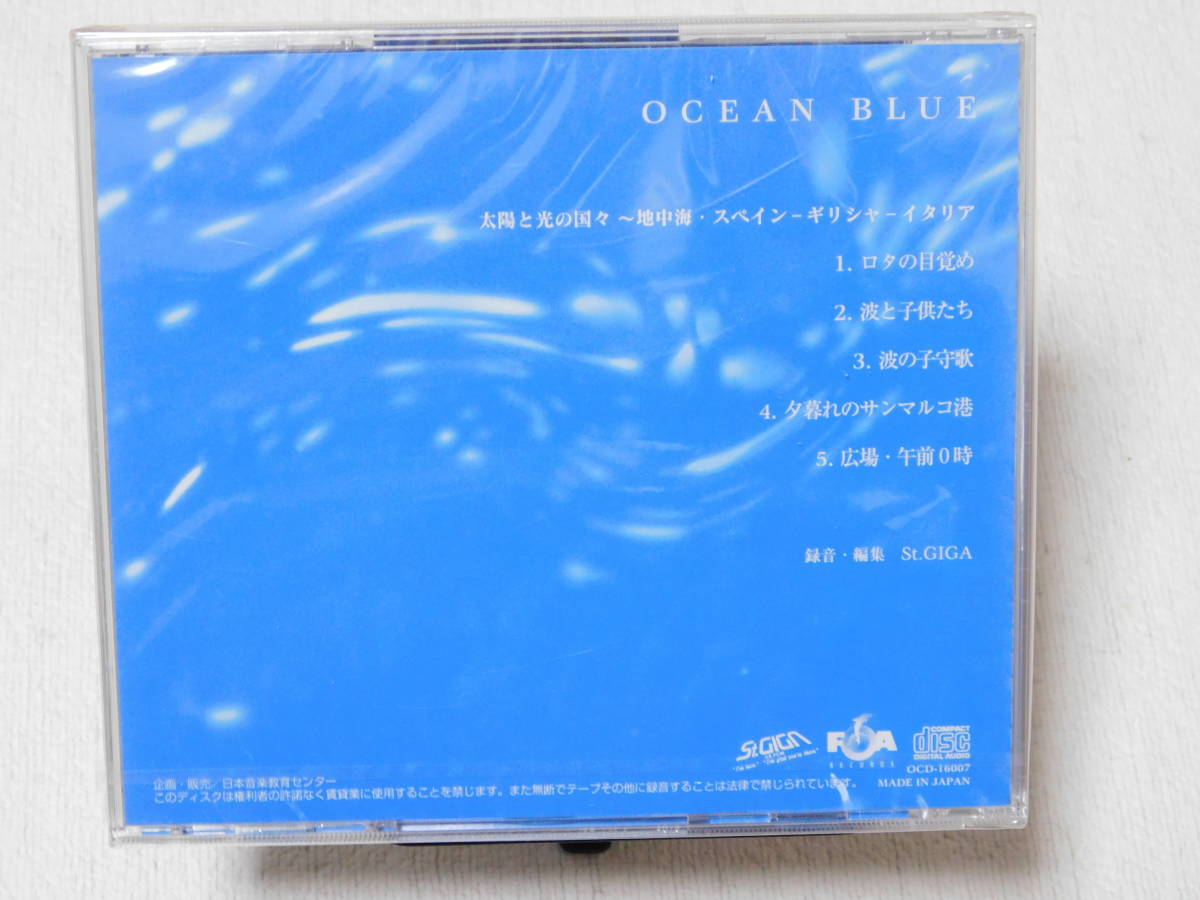 OCEAN BLUE
太陽と光の国々 〜地中海・スペイン－ギリシャ－イタリア
1. ロタの目覚め
2. 波と子供たち
3. 波の子守歌
4. 夕暮れのサンマルコ港
5. 広場・午前0時
録音・編集 St.GIGA
St.GIGA
"I'm here." "I'm glad you're there."
FOA
RECORDS
COMPACT
disc
DIGITAL AUDIO
OCD-16007
MADE IN JAPAN
企画・販売／日本音楽教育センター
このディスクは権利者の許諾なく賃貸業に使用することを禁じます。また無断でテープその他に録音することは法律で禁じられています。